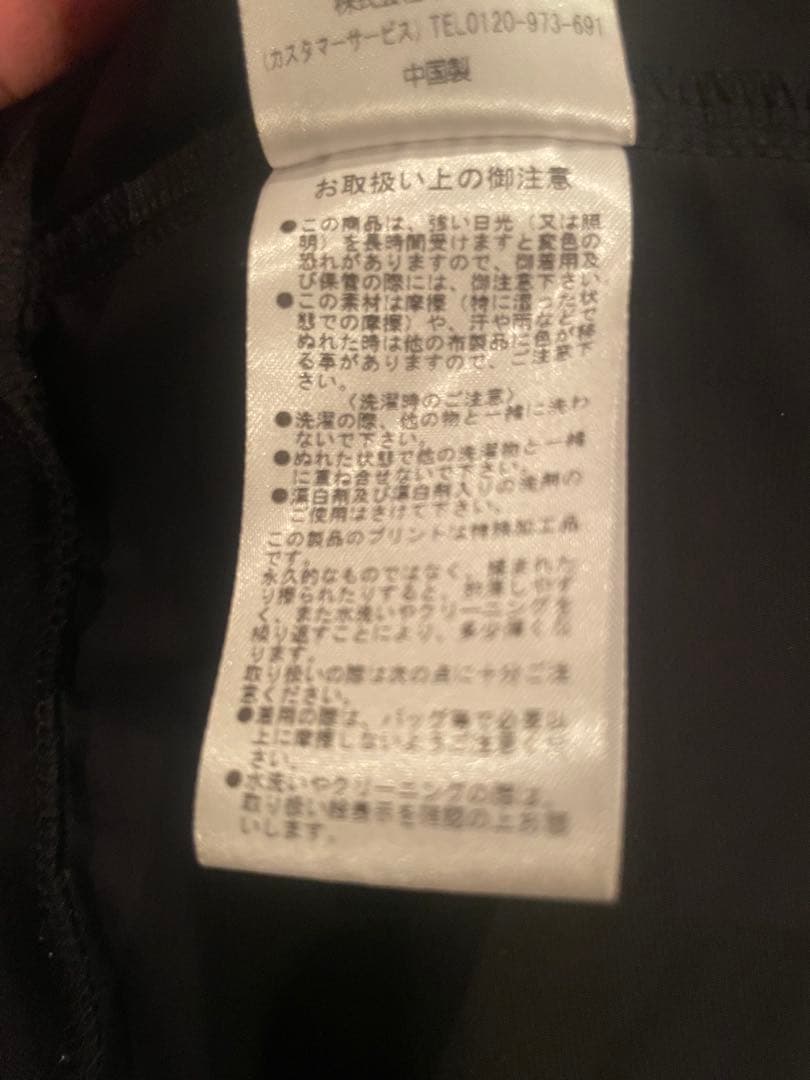 株式会社
(カスタマーサービス) TEL0120-973-691
中国製
お取扱い上の御注意
●この商品は、強い日光（又は照
明）を長時間受けますと変色の
恐れがありますので、御着用及
び保管の際には、御注意下さい
●この素材は摩擦（特に湿った状
態での摩擦）や、汗や雨などで
ぬれた時は他の布製品に色が移
る事がありますので、ご注意下
さい。
〈洗濯時のご注意〉
●洗濯の際、他の物と一緒に洗わ
ないで下さい。
●ぬれた状態で他の洗濯物と一緒
に重ね合せないで下さい。
●漂白剤及び漂白剤入りの洗剤の
ご使用はさけて下さい。
この製品のプリントは特殊加工品
です。
永久的なものではなく、揉まれた
り擦られたりすると、剥落しやす
く、また水洗いやクリーニングを
繰り返すことにより、多少薄くな
ります。
取り扱いの際は次の点に十分ご注
意ください。
●着用の際は、バッグ等で必要以
上に摩擦しないようご注意くだ
さい。
●水洗いやクリーニングの際は、
取り扱い絵表示を確認の上お願
いします。